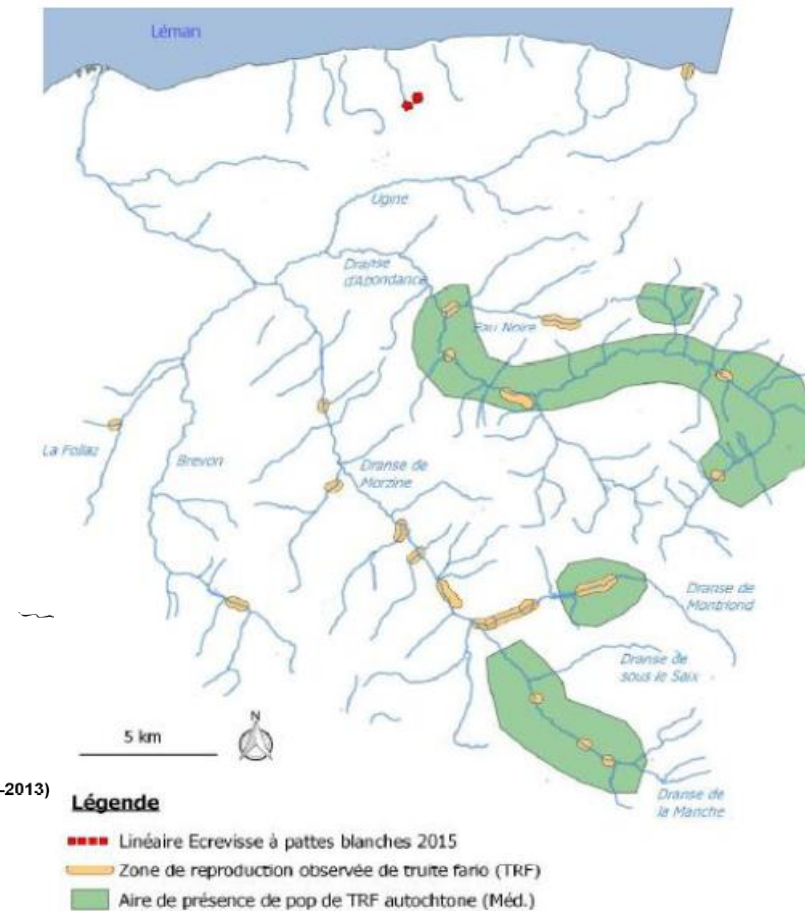 Léman
Ugine
Dranse
d'Abondance
Eau Noire
La Follaz
Brevon
Dranse de
Morzine
Dranse de
Montriond
Dranse de
sous le Saix
5 km
N
Dranse de
la Manche
-2013)
Légende
Linéaire Ecrevisse à pattes blanches 2015
Zone de reproduction observée de truite fario (TRF)
Aire de présence de pop de TRF autochtone (Méd.)